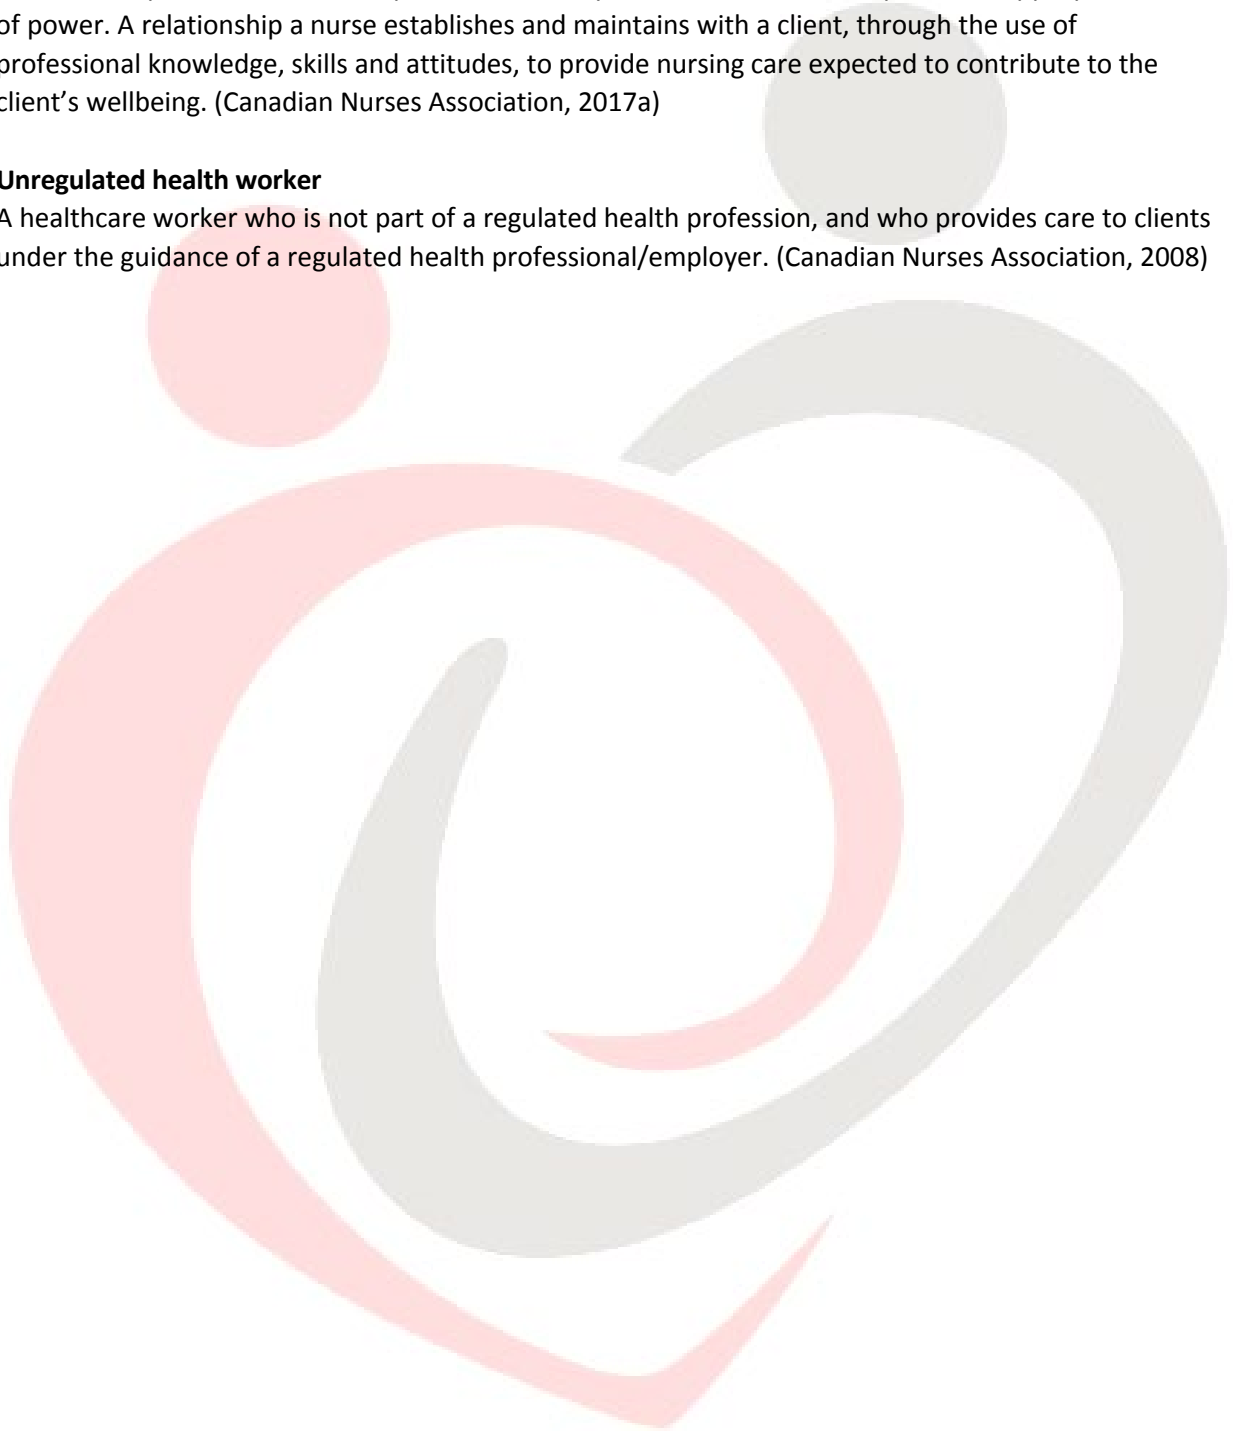 of power. A relationship a nurse establishes and maintains with a client, through the use of
professional knowledge, skills and attitudes, to provide nursing care expected to contribute to the
client’s wellbeing. (Canadian Nurses Association, 2017a)
Unregulated health worker
A healthcare worker who is not part of a regulated health profession, and who provides care to clients
under the guidance of a regulated health professional/employer. (Canadian Nurses Association, 2008)